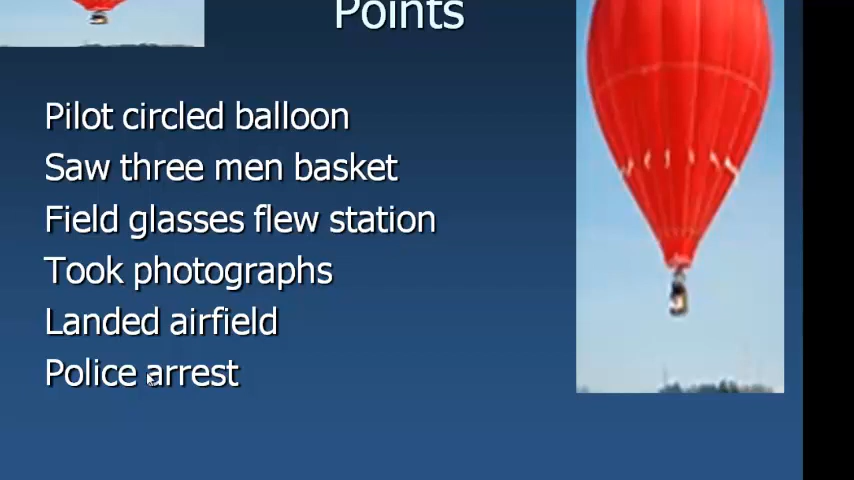 Points
Pilot circled balloon
Saw three men basket
Field glasses flew station
Took photographs
Landed airfield
Police arrest